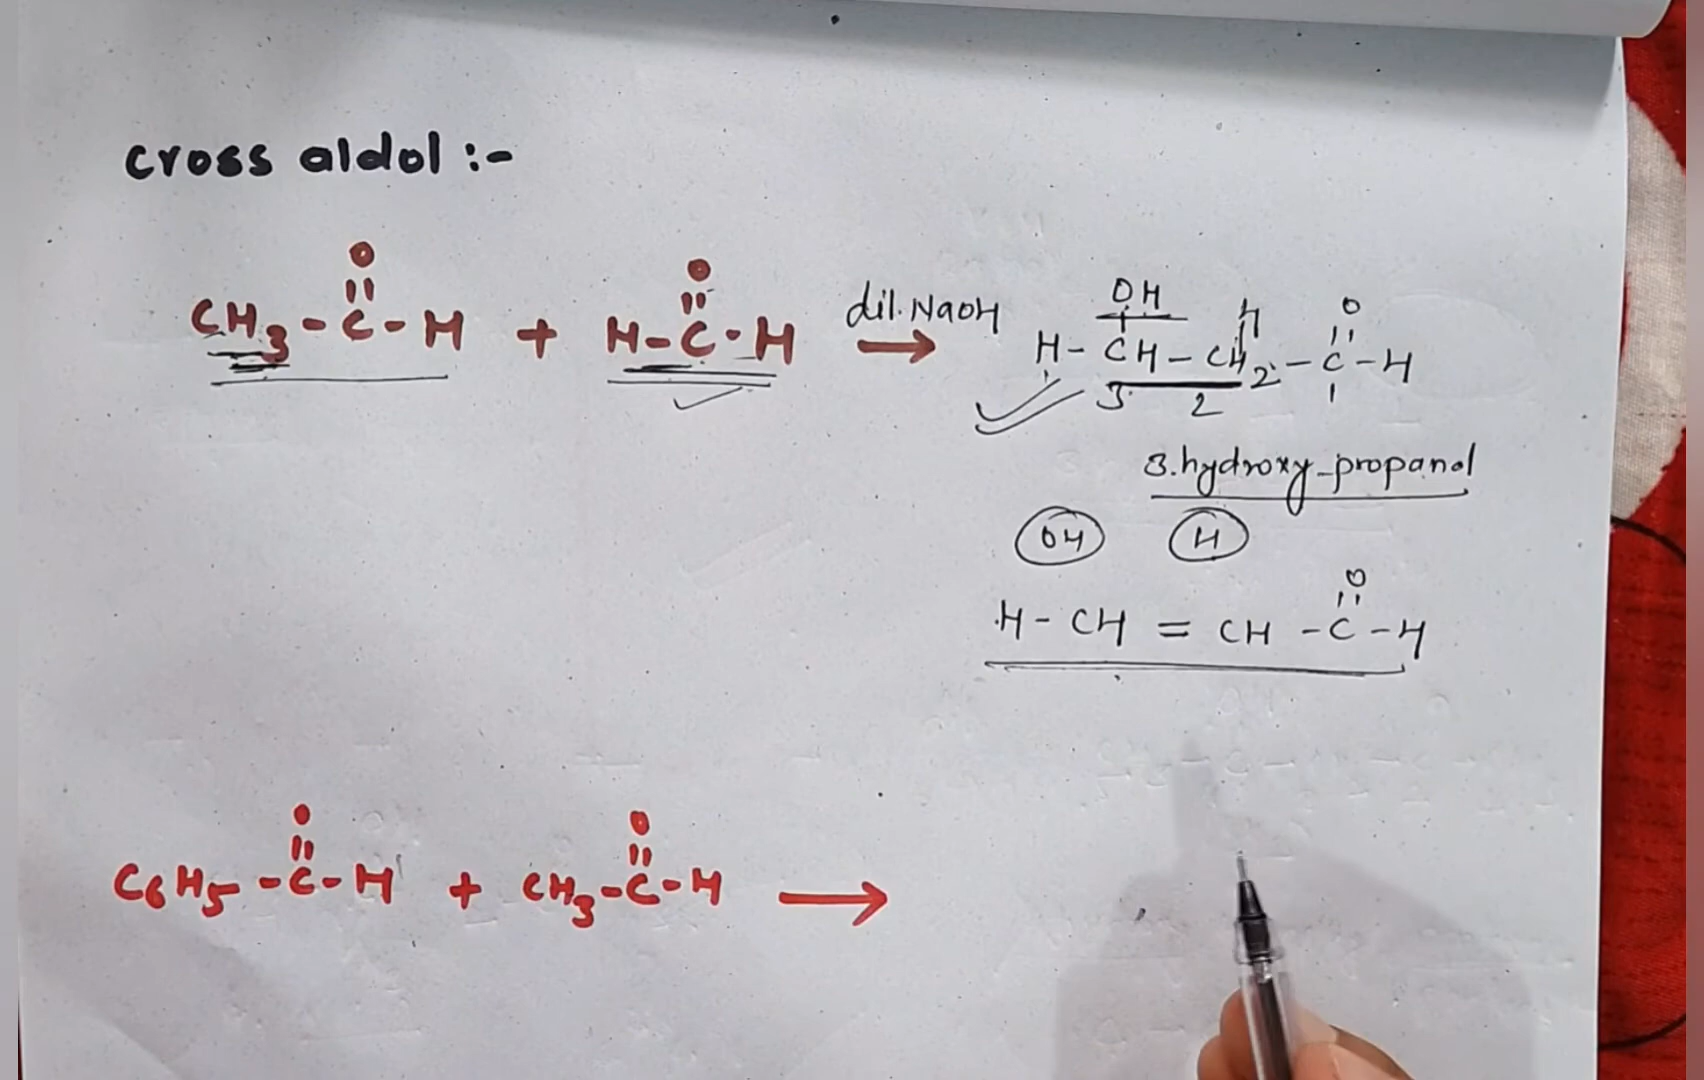 cross aldol :-
O O
CH3 - C - H + H - C - H dil. NaOH →
OH H O
H - CH - CH2 - C - H
3 2
3.hydroxy-propanal
OH H
O
H - CH = CH - C - H
O O
C6H5 - C - H + CH3 - C - H →